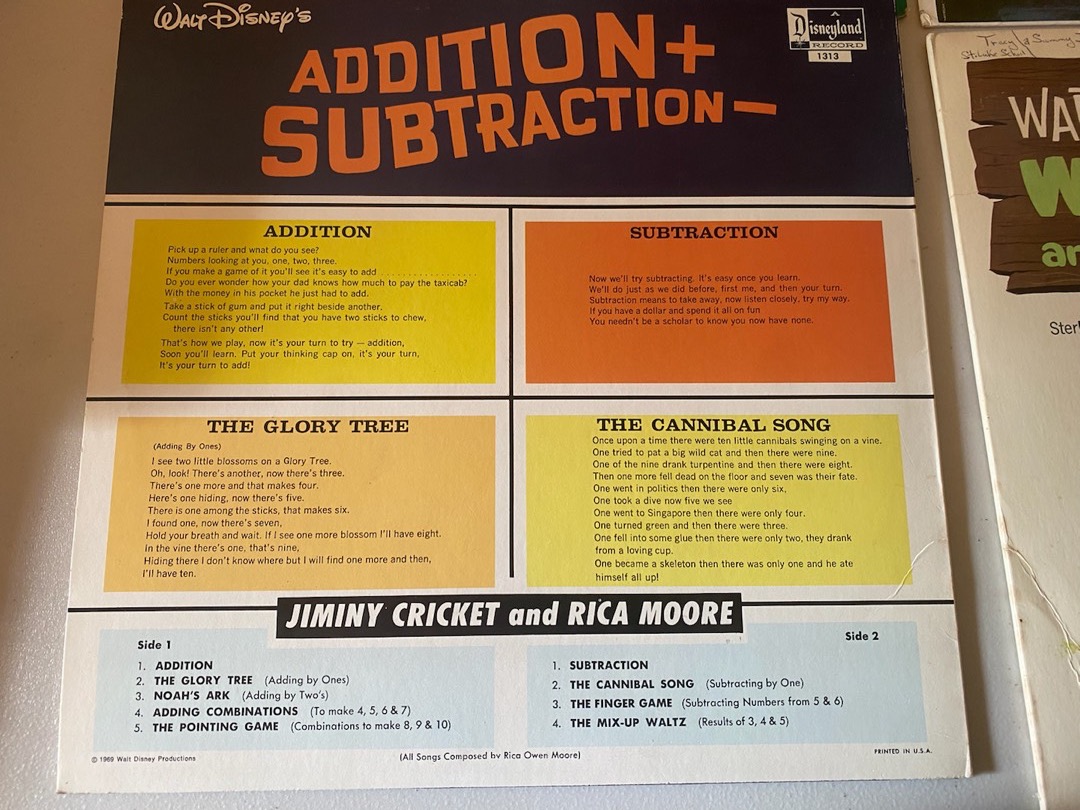 WALT DISNEY'S
Disneyland
RECORD
1313
ADDITION+
SUBTRACTION–
ADDITION
Pick up a ruler and what do you see?
Numbers looking at you, one, two, three.
If you make a game of it you'll see it's easy to add ....................
Do you ever wonder how your dad knows how much to pay the taxicab?
With the money in his pocket he just had to add.
Take a stick of gum and put it right beside another,
Count the sticks you'll find that you have two sticks to chew,
there isn't any other!
That's how we play, now it's your turn to try — addition,
Soon you'll learn. Put your thinking cap on, it's your turn,
It's your turn to add!
SUBTRACTION
Now we'll try subtracting. It's easy once you learn.
We'll do just as we did before, first me, and then your turn.
Subtraction means to take away, now listen closely, try my way.
If you have a dollar and spend it all on fun
You needn't be a scholar to know you now have none.
THE GLORY TREE
(Adding By Ones)
I see two little blossoms on a Glory Tree.
Oh, look! There's another, now there's three.
There's one more and that makes four.
Here's one hiding, now there's five.
There is one among the sticks, that makes six.
I found one, now there's seven,
Hold your breath and wait. If I see one more blossom I'll have eight.
In the vine there's one, that's nine,
Hiding there I don't know where but I will find one more and then,
I'll have ten.
THE CANNIBAL SONG
Once upon a time there were ten little cannibals swinging on a vine.
One tried to pat a big wild cat and then there were nine.
One of the nine drank turpentine and then there were eight.
Then one more fell dead on the floor and seven was their fate.
One went in politics then there were only six,
One took a dive now five we see
One went to Singapore then there were only four.
One turned green and then there were three.
One fell into some glue then there were only two, they drank
from a loving cup.
One became a skeleton then there was only one and he ate
himself all up!
JIMINY CRICKET and RICA MOORE
Side 1
1. ADDITION
2. THE GLORY TREE (Adding by Ones)
3. NOAH'S ARK (Adding by Two's)
4. ADDING COMBINATIONS (To make 4, 5, 6 & 7)
5. THE POINTING GAME (Combinations to make 8, 9 & 10)
Side 2
1. SUBTRACTION
2. THE CANNIBAL SONG (Subtracting by One)
3. THE FINGER GAME (Subtracting Numbers from 5 & 6)
4. THE MIX-UP WALTZ (Results of 3, 4 & 5)
© 1969 Walt Disney Productions
(All Songs Composed by Rica Owen Moore)
PRINTED IN U.S.A.
WA
W
an
Ster